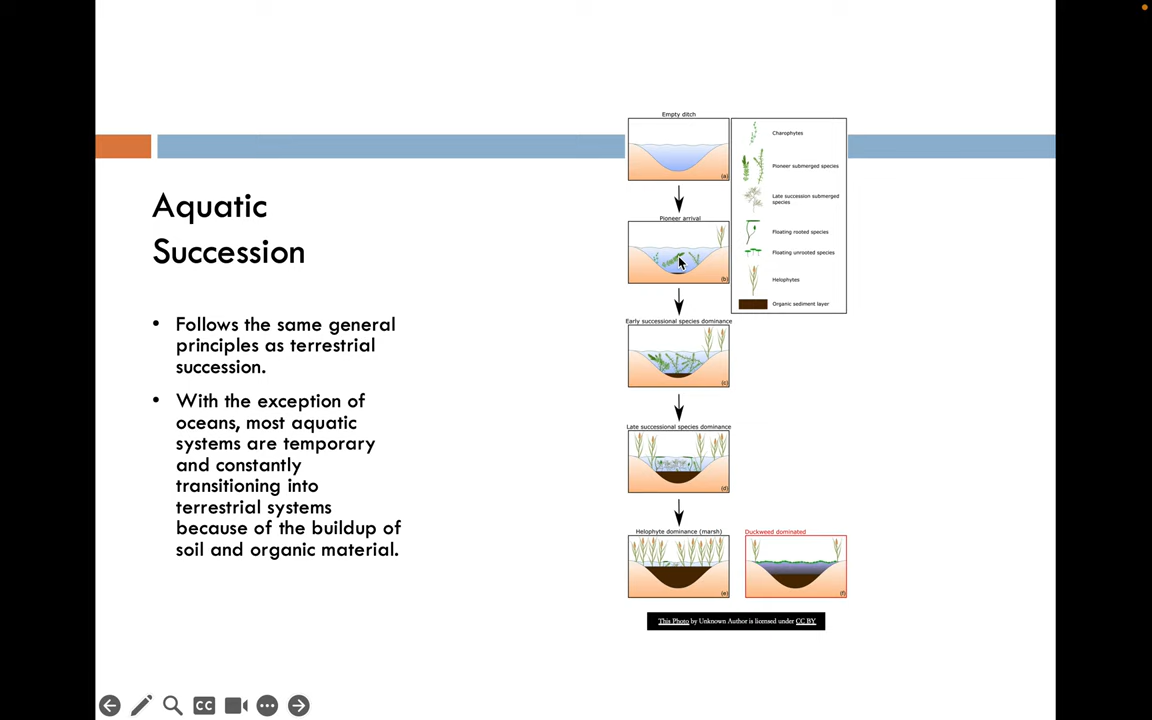 Aquatic
Succession
• Follows the same general
principles as terrestrial
succession.
• With the exception of
oceans, most aquatic
systems are temporary
and constantly
transitioning into
terrestrial systems
because of the buildup of
soil and organic material.
Empty ditch
(a)
Pioneer arrival
(b)
Early successional species dominance
(c)
Late successional species dominance
(d)
Helophyte dominance (marsh)
(e)
Duckweed dominated
(f)
Charophytes
Pioneer submerged species
Late succession submerged
species
Floating rooted species
Floating unrooted species
Helophytes
Organic sediment layer
This Photo by Unknown Author is licensed under CC BY
CC